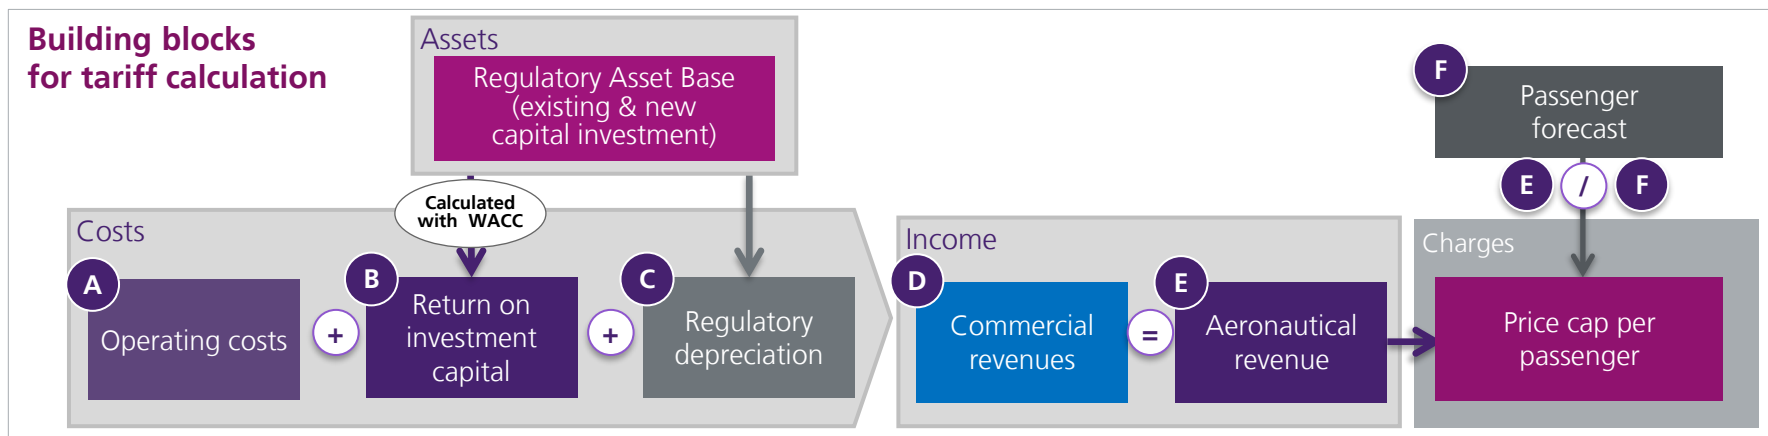 Building blocks
for tariff calculation
Assets
Regulatory Asset Base
(existing & new
capital investment)
Calculated
with WACC
Costs
A
Operating costs
+
B
Return on
investment
capital
+
C
Regulatory
depreciation
Income
D
Commercial
revenues
=
E
Aeronautical
revenue
F
Passenger
forecast
E / F
Charges
Price cap per
passenger